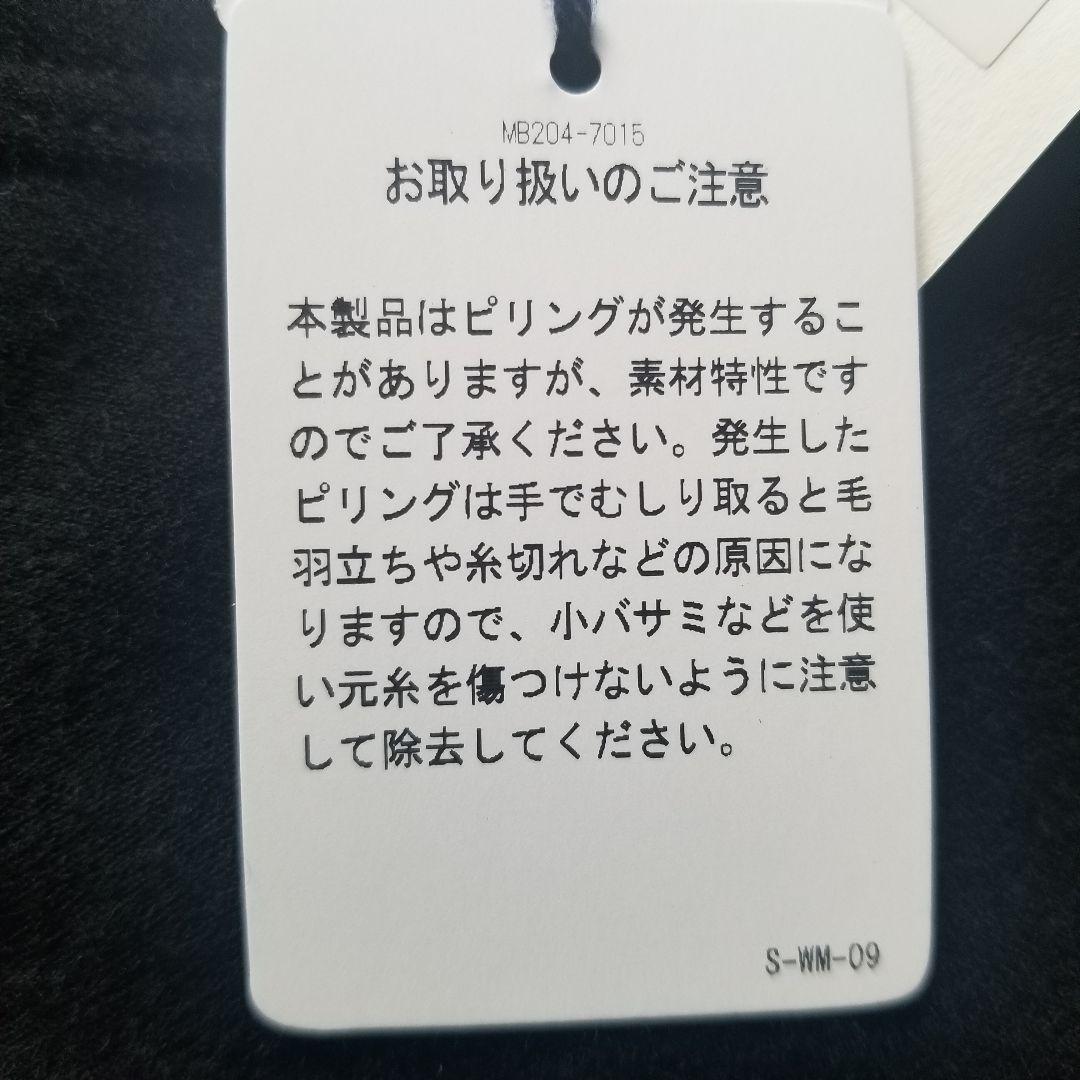 MB204-7015
お取り扱いのご注意
本製品はピリングが発生するこ
とがありますが、素材特性です
のでご了承ください。発生した
ピリングは手でむしり取ると毛
羽立ちや糸切れなどの原因にな
りますので、小バサミなどを使
い元糸を傷つけないように注意
して除去してください。
S-WM-09